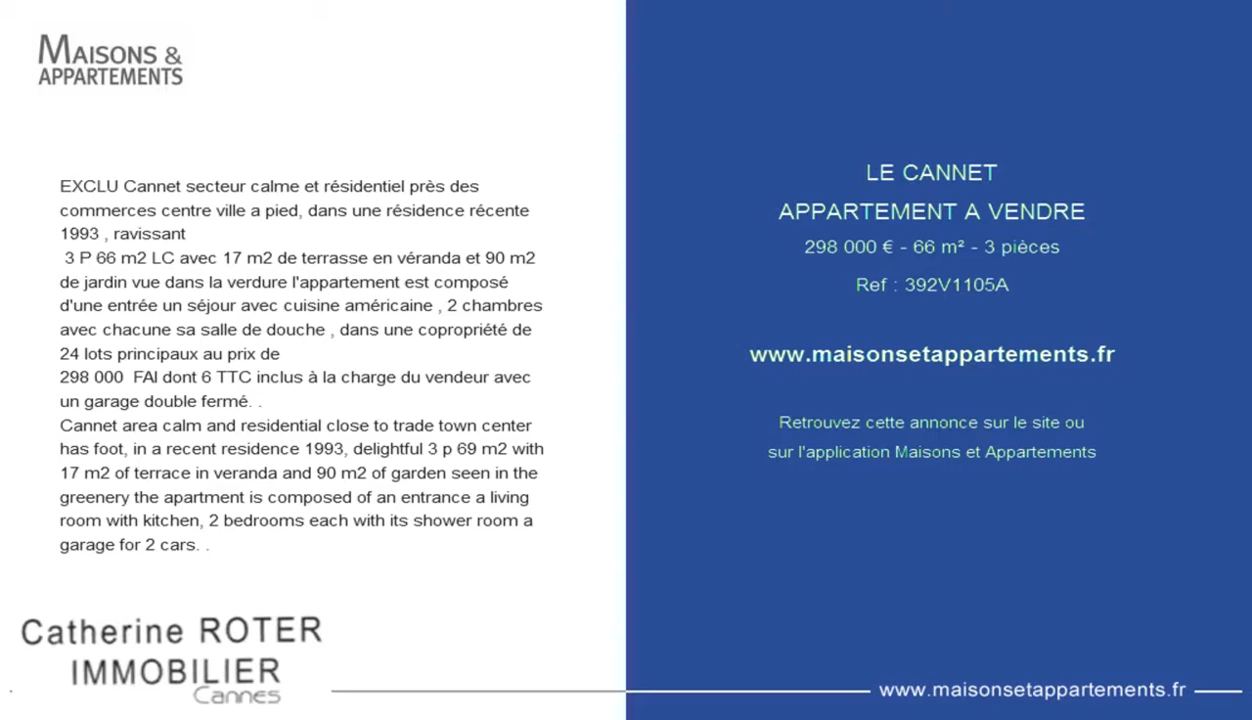 MAISONS &
APPARTEMENTS
EXCLU Cannet secteur calme et résidentiel près des
commerces centre ville a pied, dans une résidence récente
1993 , ravissant
3 P 66 m2 LC avec 17 m2 de terrasse en véranda et 90 m2
de jardin vue dans la verdure l'appartement est composé
d'une entrée un séjour avec cuisine américaine , 2 chambres
avec chacune sa salle de douche , dans une copropriété de
24 lots principaux au prix de
298 000  FAI dont 6 TTC inclus à la charge du vendeur avec
un garage double fermé. .
Cannet area calm and residential close to trade town center
has foot, in a recent residence 1993, delightful 3 p 69 m2 with
17 m2 of terrace in veranda and 90 m2 of garden seen in the
greenery the apartment is composed of an entrance a living
room with kitchen, 2 bedrooms each with its shower room a
garage for 2 cars. .
Catherine ROTER
IMMOBILIER
Cannes
LE CANNET
APPARTEMENT A VENDRE
298 000 € - 66 m² - 3 pièces
Ref : 392V1105A
www.maisonsetappartements.fr
Retrouvez cette annonce sur le site ou
sur l'application Maisons et Appartements
www.maisonsetappartements.fr